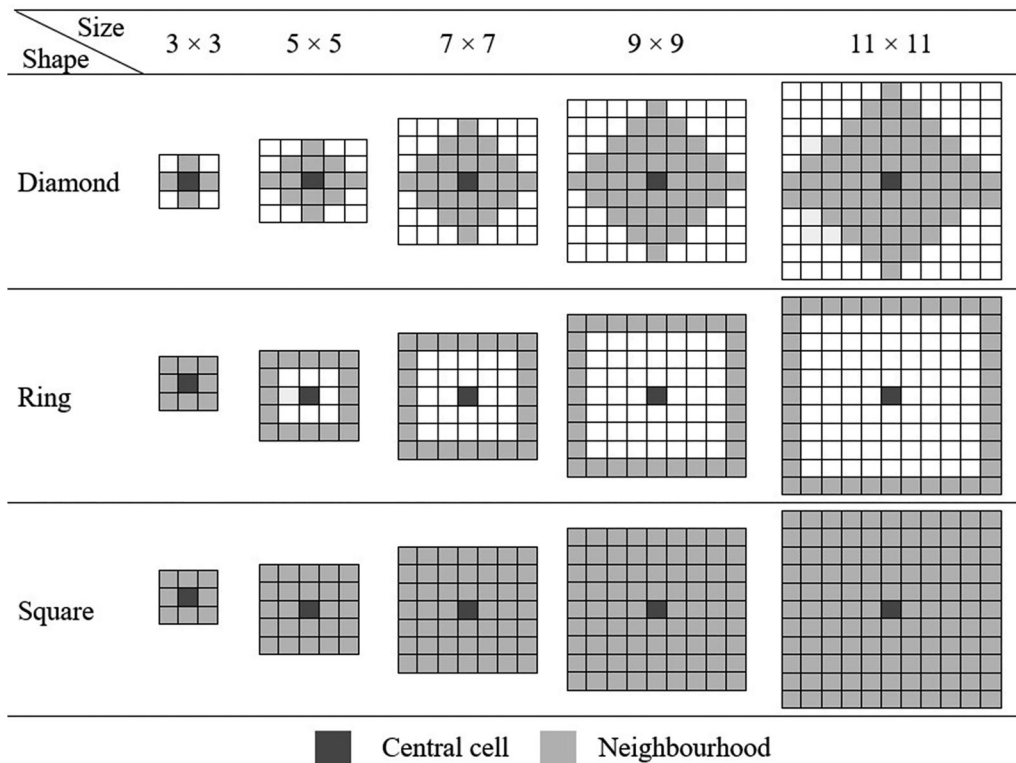 Size
Shape
3 × 3
5 × 5
7 × 7
9 × 9
11 × 11
Diamond
Ring
Square
Central cell
Neighbourhood